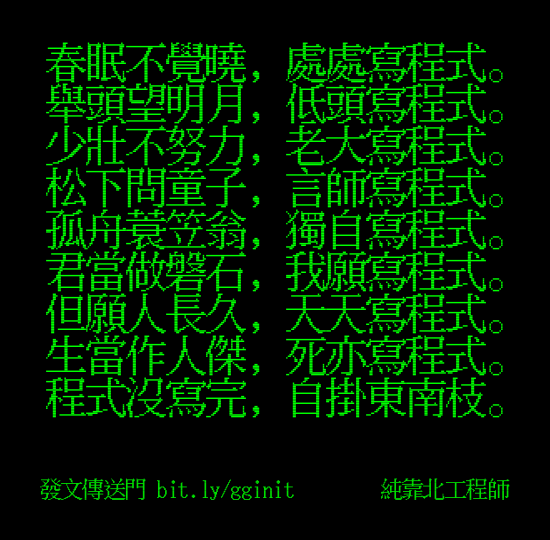 春眠不覺曉，處處寫程式。
舉頭望明月，低頭寫程式。
少壯不努力，老大寫程式。
松下問童子，言師寫程式。
孤舟蓑笠翁，獨自寫程式。
君當做磐石，我願寫程式。
但願人長久，天天寫程式。
生當作人傑，死亦寫程式。
程式沒寫完，自掛東南枝。
發文傳送門 bit.ly/gginit 純靠北工程師